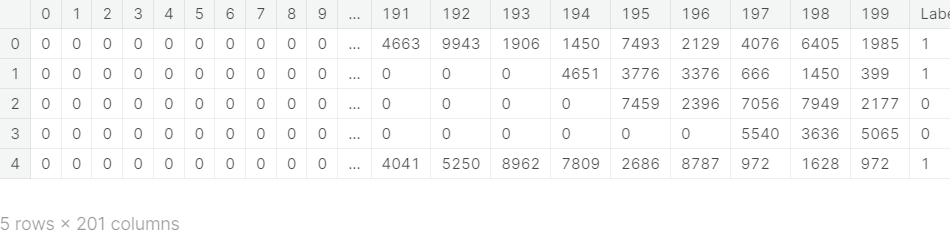 0 1 2 3 4 5 6 7 8 9 ... 191 192 193 194 195 196 197 198 199 Labe
0 0 0 0 0 0 0 0 0 0 0 ... 4663 9943 1906 1450 7493 2129 4076 6405 1985 1
1 0 0 0 0 0 0 0 0 0 0 ... 0 0 0 4651 3776 3376 666 1450 399 1
2 0 0 0 0 0 0 0 0 0 0 ... 0 0 0 0 7459 2396 7056 7949 2177 0
3 0 0 0 0 0 0 0 0 0 0 ... 0 0 0 0 0 0 5540 3636 5065 0
4 0 0 0 0 0 0 0 0 0 0 ... 4041 5250 8962 7809 2686 8787 972 1628 972 1
5 rows × 201 columns